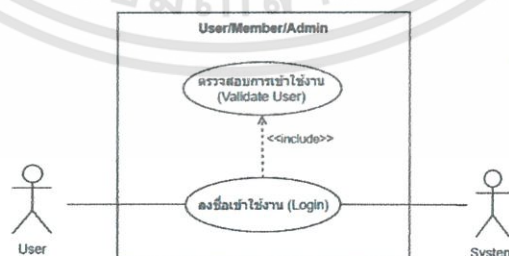 User/Member/Admin
ตรวจสอบการเข้าใช้งาน
(Validate User)
<<include>>
ลงชื่อเข้าใช้งาน (Login)
User
System